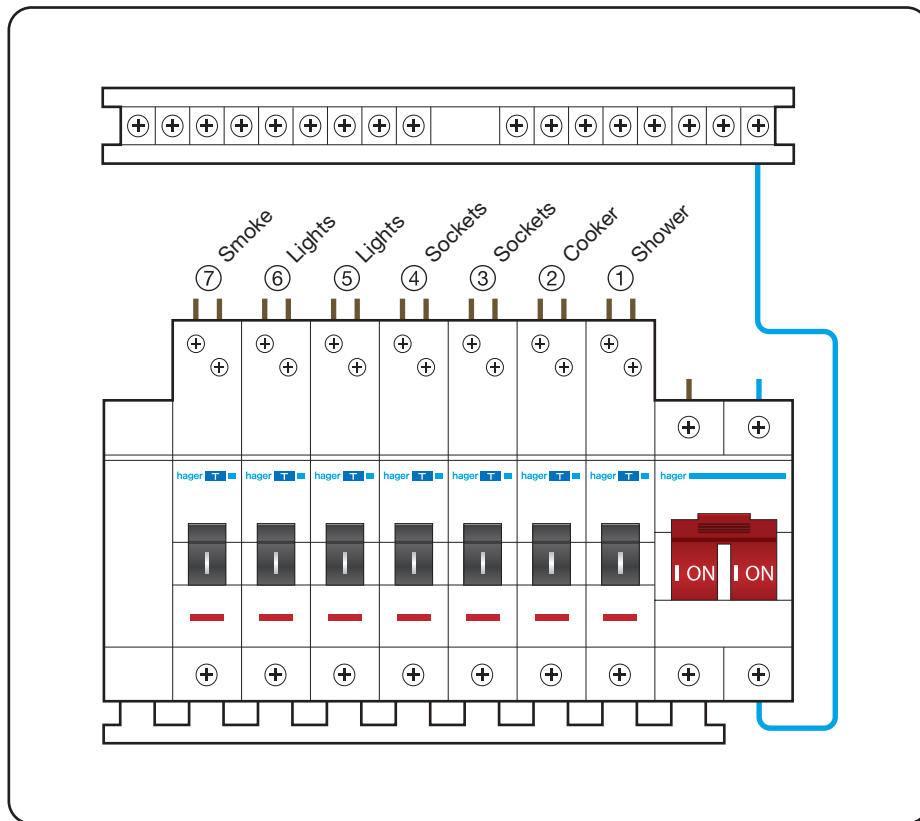 7 Smoke
6 Lights
5 Lights
4 Sockets
3 Sockets
2 Cooker
1 Shower
hager T
hager T
hager T
hager T
hager T
hager T
hager T
hager
I ON
I ON